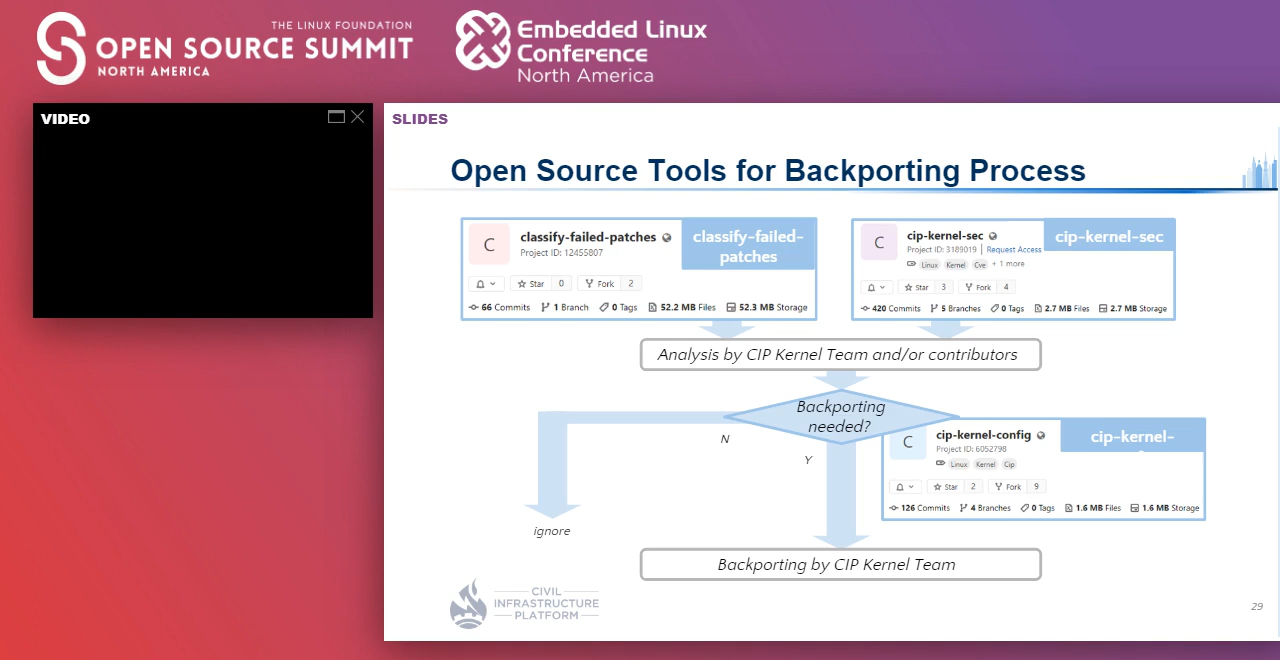 THE LINUX FOUNDATION
OPEN SOURCE SUMMIT
NORTH AMERICA
Embedded Linux
Conference
North America
VIDEO
SLIDES
Open Source Tools for Backporting Process
C
classify-failed-patches
Project ID: 12455807
Star 0
Fork 2
66 Commits 1 Branch 0 Tags 52.2 MB Files 52.3 MB Storage
classify-failed-
patches
C
cip-kernel-sec
Project ID: 3189019 | Request Access
Linux Kernel Cve + 1 more
Star 3
Fork 4
420 Commits 5 Branches 0 Tags 2.7 MB Files 2.7 MB Storage
cip-kernel-sec
Analysis by CIP Kernel Team and/or contributors
Backporting
needed?
N
Y
C
cip-kernel-config
Project ID: 6052798
Linux Kernel Cip
Star 2
Fork 9
126 Commits 4 Branches 0 Tags 1.6 MB Files 1.6 MB Storage
cip-kernel-
ignore
Backporting by CIP Kernel Team
CIVIL
INFRASTRUCTURE
PLATFORM
29